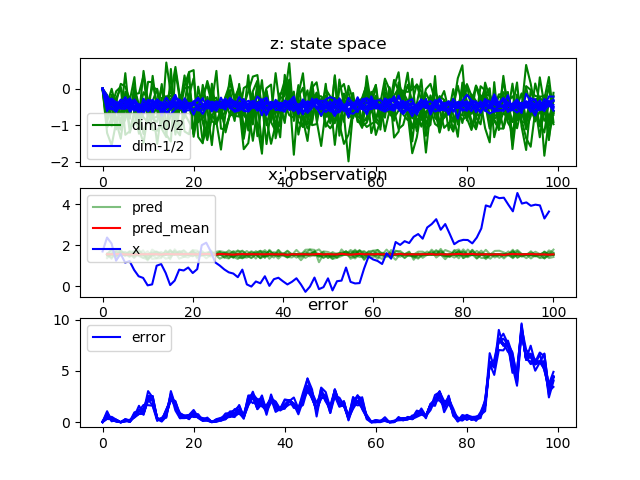 z: state space
0
−1
−2
dim-0/2
dim-1/2
0 20 40 60 80 100
x: observation
4
2
0
pred
pred_mean
x
0 20 40 60 80 100
error
10
5
0
error
0 20 40 60 80 100